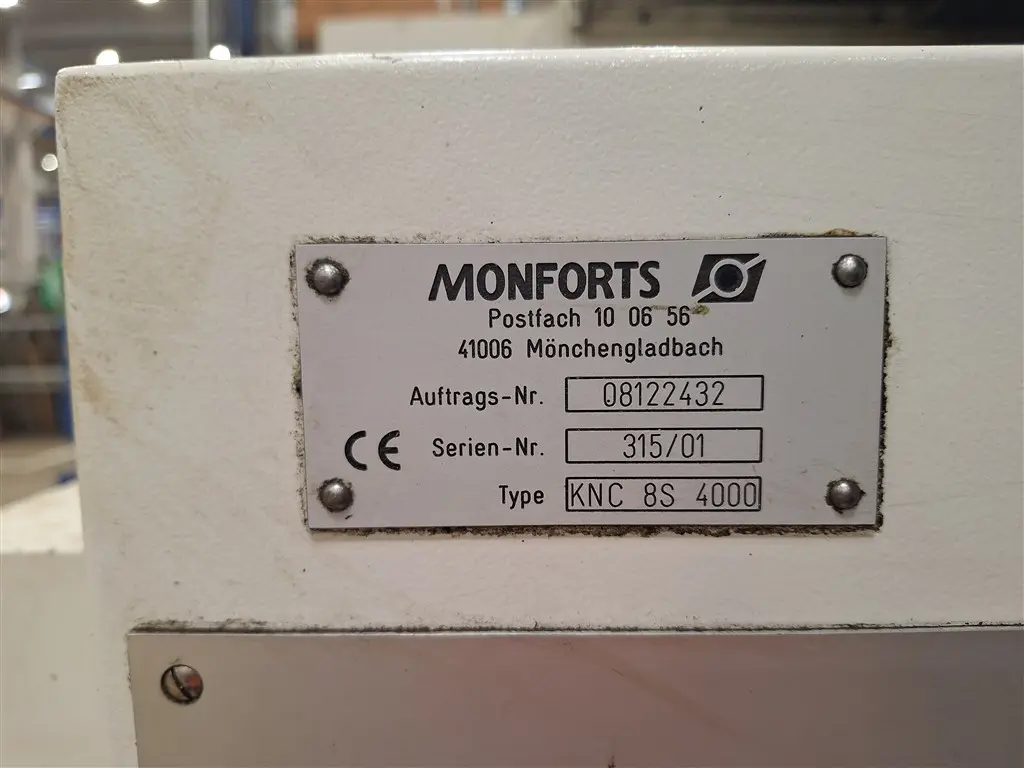 MONFORTS
Postfach 10 06 56
41006 Mönchengladbach
Auftrags-Nr. 08122432
CE Serien-Nr. 315/01
Type KNC 8S 4000